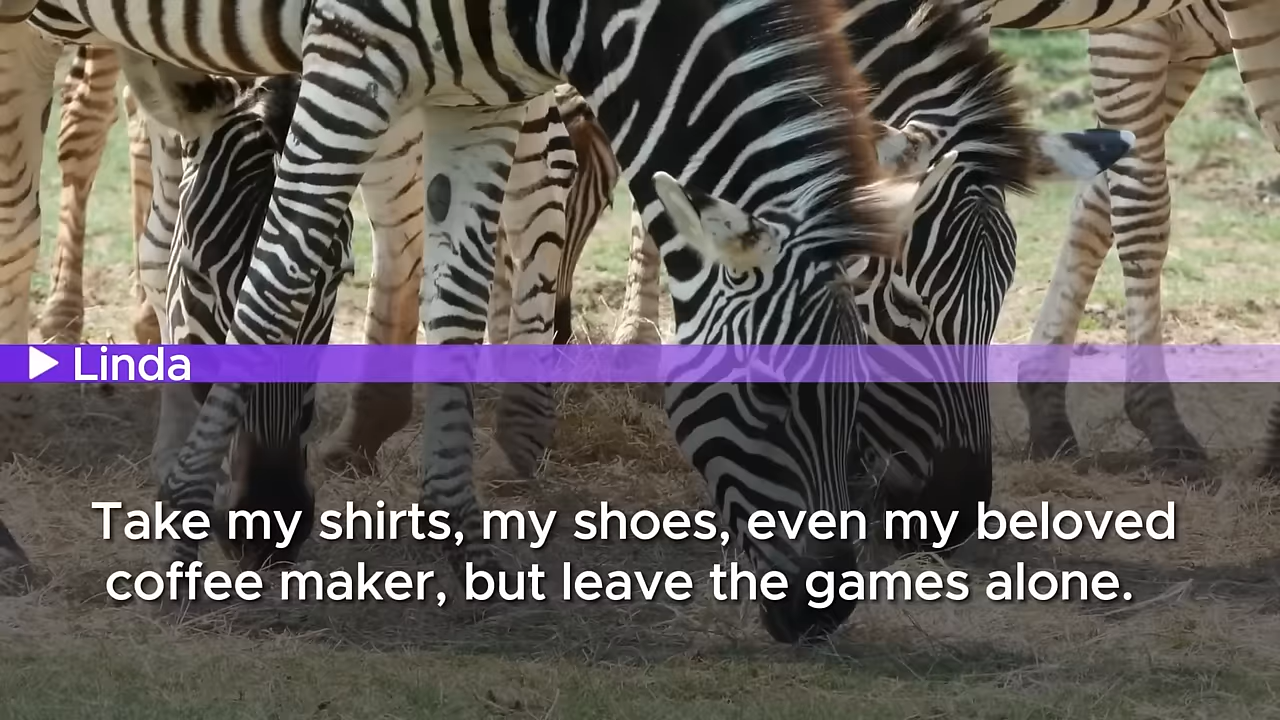 Linda
Take my shirts, my shoes, even my beloved
coffee maker, but leave the games alone.